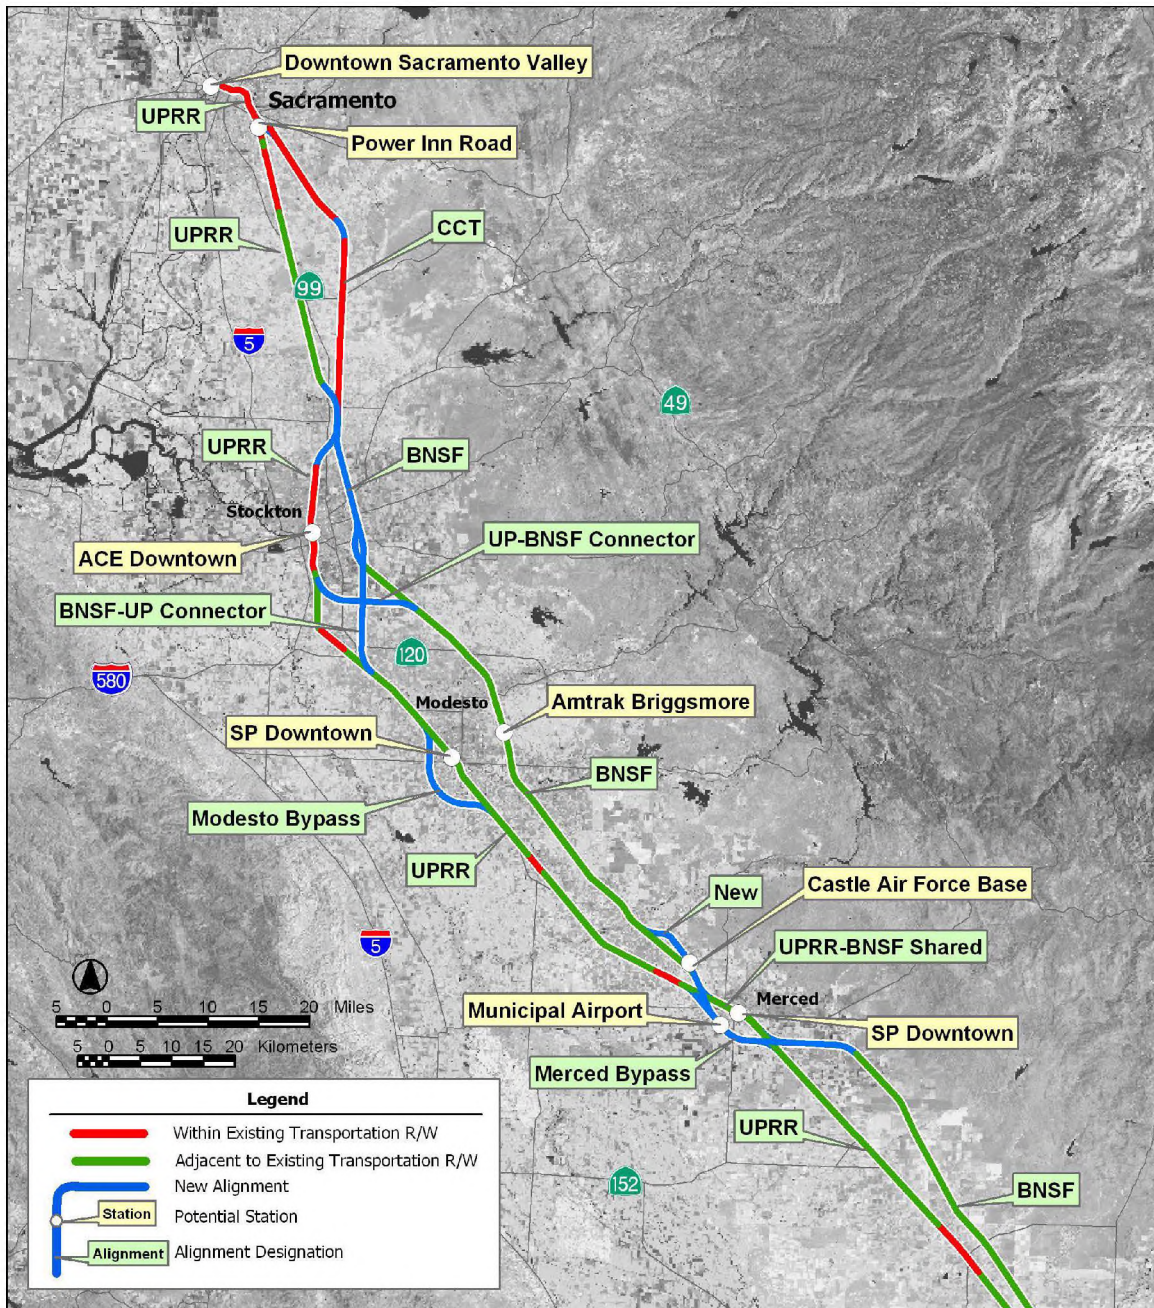 Downtown Sacramento Valley
Sacramento
UPRR
Power Inn Road
UPRR
CCT
99
5
49
UPRR
BNSF
Stockton
UP-BNSF Connector
ACE Downtown
BNSF-UP Connector
120
580
Modesto
Amtrak Briggsmore
SP Downtown
BNSF
Modesto Bypass
UPRR
Castle Air Force Base
New
5
UPRR-BNSF Shared
Merced
Municipal Airport
SP Downtown
5 0 5 10 15 20 Miles
5 0 5 10 15 20 Kilometers
Merced Bypass
UPRR
152
BNSF
Legend
Within Existing Transportation R/W
Adjacent to Existing Transportation R/W
New Alignment
Station Potential Station
Alignment Alignment Designation